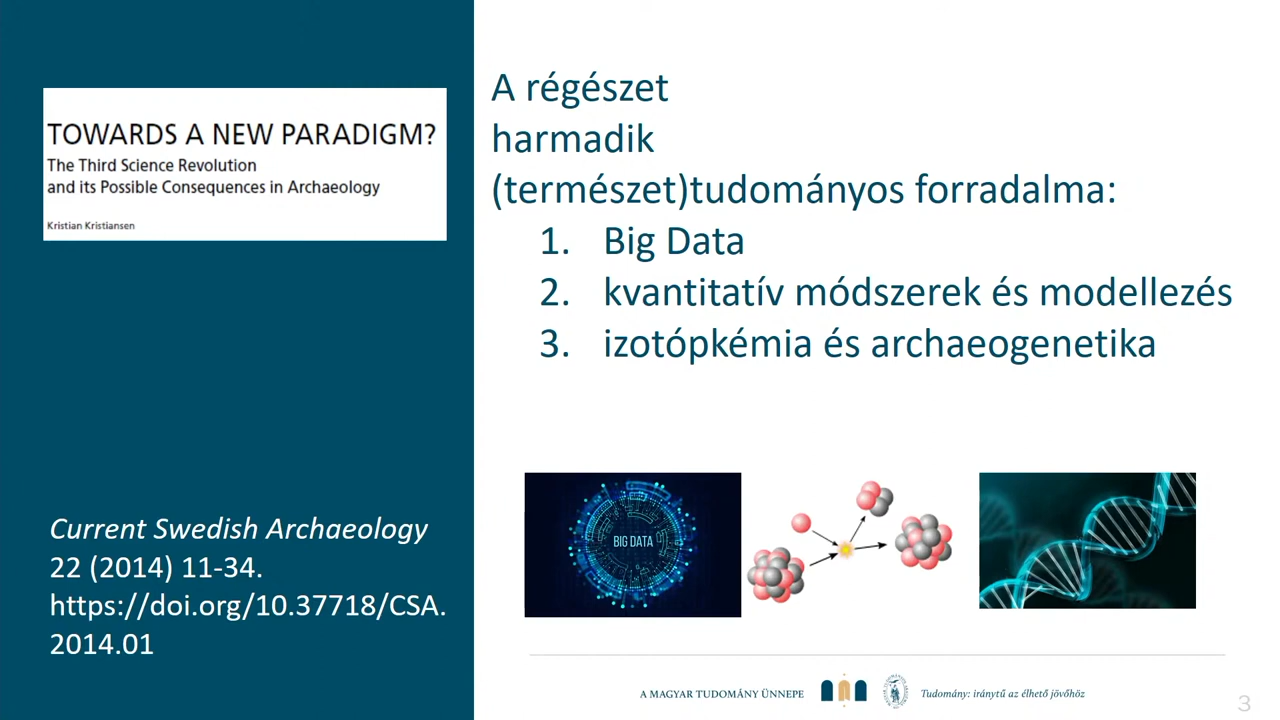 TOWARDS A NEW PARADIGM?
The Third Science Revolution
and its Possible Consequences in Archaeology
Kristian Kristiansen
Current Swedish Archaeology
22 (2014) 11-34.
https://doi.org/10.37718/CSA.
2014.01
A régészet
harmadik
(természet)tudományos forradalma:
1. Big Data
2. kvantitatív módszerek és modellezés
3. izotópkémia és archaeogenetika
BIG DATA
A MAGYAR TUDOMÁNY ÜNNEPE
Tudomány: iránytű az élhető jövőhöz
3